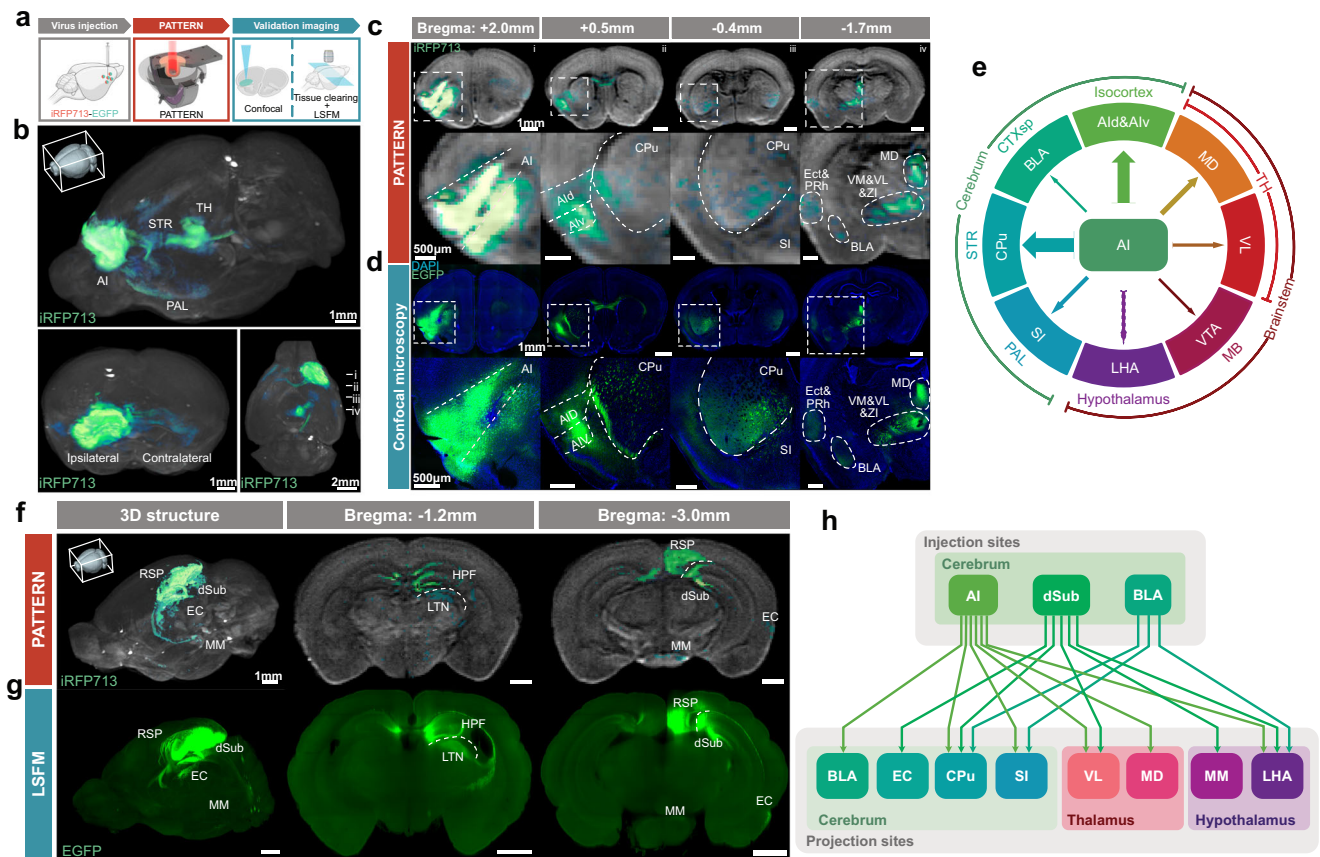 a
Virus injection
PATTERN
Validation imaging
iRFP713-EGFP
PATTERN
Confocal
Tissue clearing
+
LSFM
b
STR
TH
AI
PAL
iRFP713
1mm
Ipsilateral
Contralateral
iRFP713
1mm
i
ii
iii
iv
iRFP713
2mm
c
Bregma: +2.0mm
+0.5mm
-0.4mm
-1.7mm
PATTERN
iRFP713
i
ii
iii
iv
1mm
AI
500μm
CPu
AId
AIv
CPu
SI
Ect&
PRh
MD
VM&VL
&ZI
BLA
d
Confocal microscopy
DAPI
EGFP
1mm
AI
500μm
CPu
AID
AIv
CPu
SI
Ect&
PRh
MD
VM&VL
&ZI
BLA
e
Isocortex
AId&AIv
MD
TH
VL
VTA
MB
Brainstem
LHA
Hypothalamus
SI
PAL
CPu
STR
BLA
CTXsp
Cerebrum
AI
f
3D structure
Bregma: -1.2mm
Bregma: -3.0mm
PATTERN
RSP
dSub
EC
MM
iRFP713
1mm
HPF
LTN
RSP
dSub
EC
MM
g
LSFM
RSP
dSub
EC
MM
EGFP
HPF
LTN
RSP
dSub
EC
MM
h
Injection sites
Cerebrum
AI
dSub
BLA
BLA
EC
CPu
SI
VL
MD
MM
LHA
Cerebrum
Thalamus
Hypothalamus
Projection sites